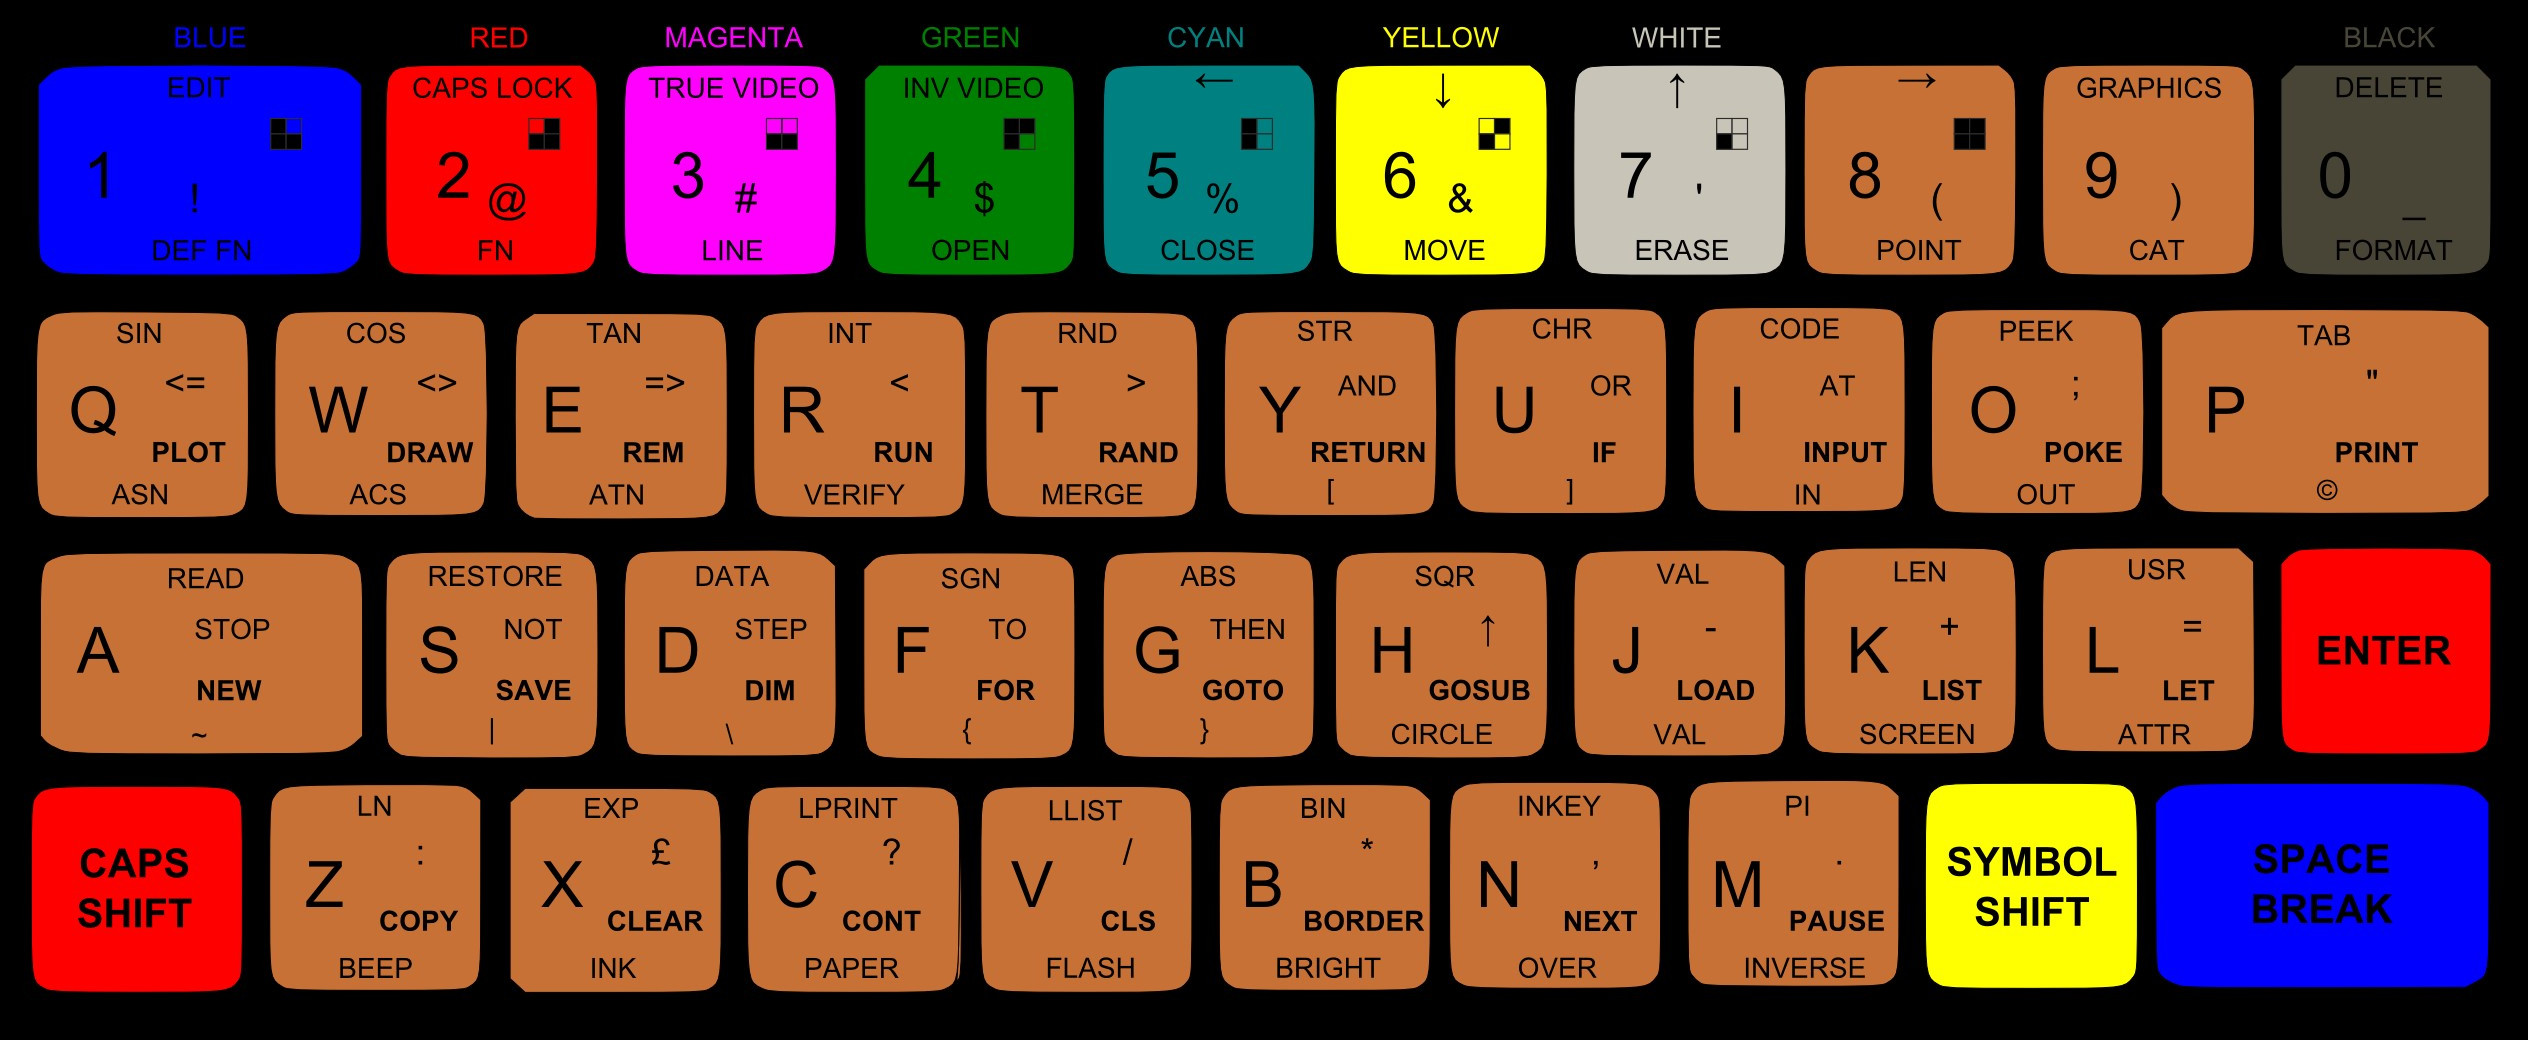 BLUE RED MAGENTA GREEN CYAN YELLOW WHITE BLACK
EDIT CAPS LOCK TRUE VIDEO INV VIDEO ← ↓ ↑ → GRAPHICS DELETE
1 ! 2 @ 3 # 4 $ 5 % 6 & 7 ' 8 ( 9 ) 0 _
DEF FN FN LINE OPEN CLOSE MOVE ERASE POINT CAT FORMAT
SIN COS TAN INT RND STR CHR CODE PEEK TAB
<= <> => < > AND OR AT ; "
Q W E R T Y U I O P
PLOT DRAW REM RUN RAND RETURN IF INPUT POKE PRINT
ASN ACS ATN VERIFY MERGE [ ] IN OUT ©
READ RESTORE DATA SGN ABS SQR VAL LEN USR
STOP NOT STEP TO THEN ↑ - + =
A S D F G H J K L ENTER
NEW SAVE DIM FOR GOTO GOSUB LOAD LIST LET
~ | \ { } CIRCLE VAL SCREEN ATTR
LN EXP LPRINT LLIST BIN INKEY PI
: £ ? / * , .
CAPS SHIFT Z X C V B N M SYMBOL SHIFT SPACE BREAK
COPY CLEAR CONT CLS BORDER NEXT PAUSE
BEEP INK PAPER FLASH BRIGHT OVER INVERSE